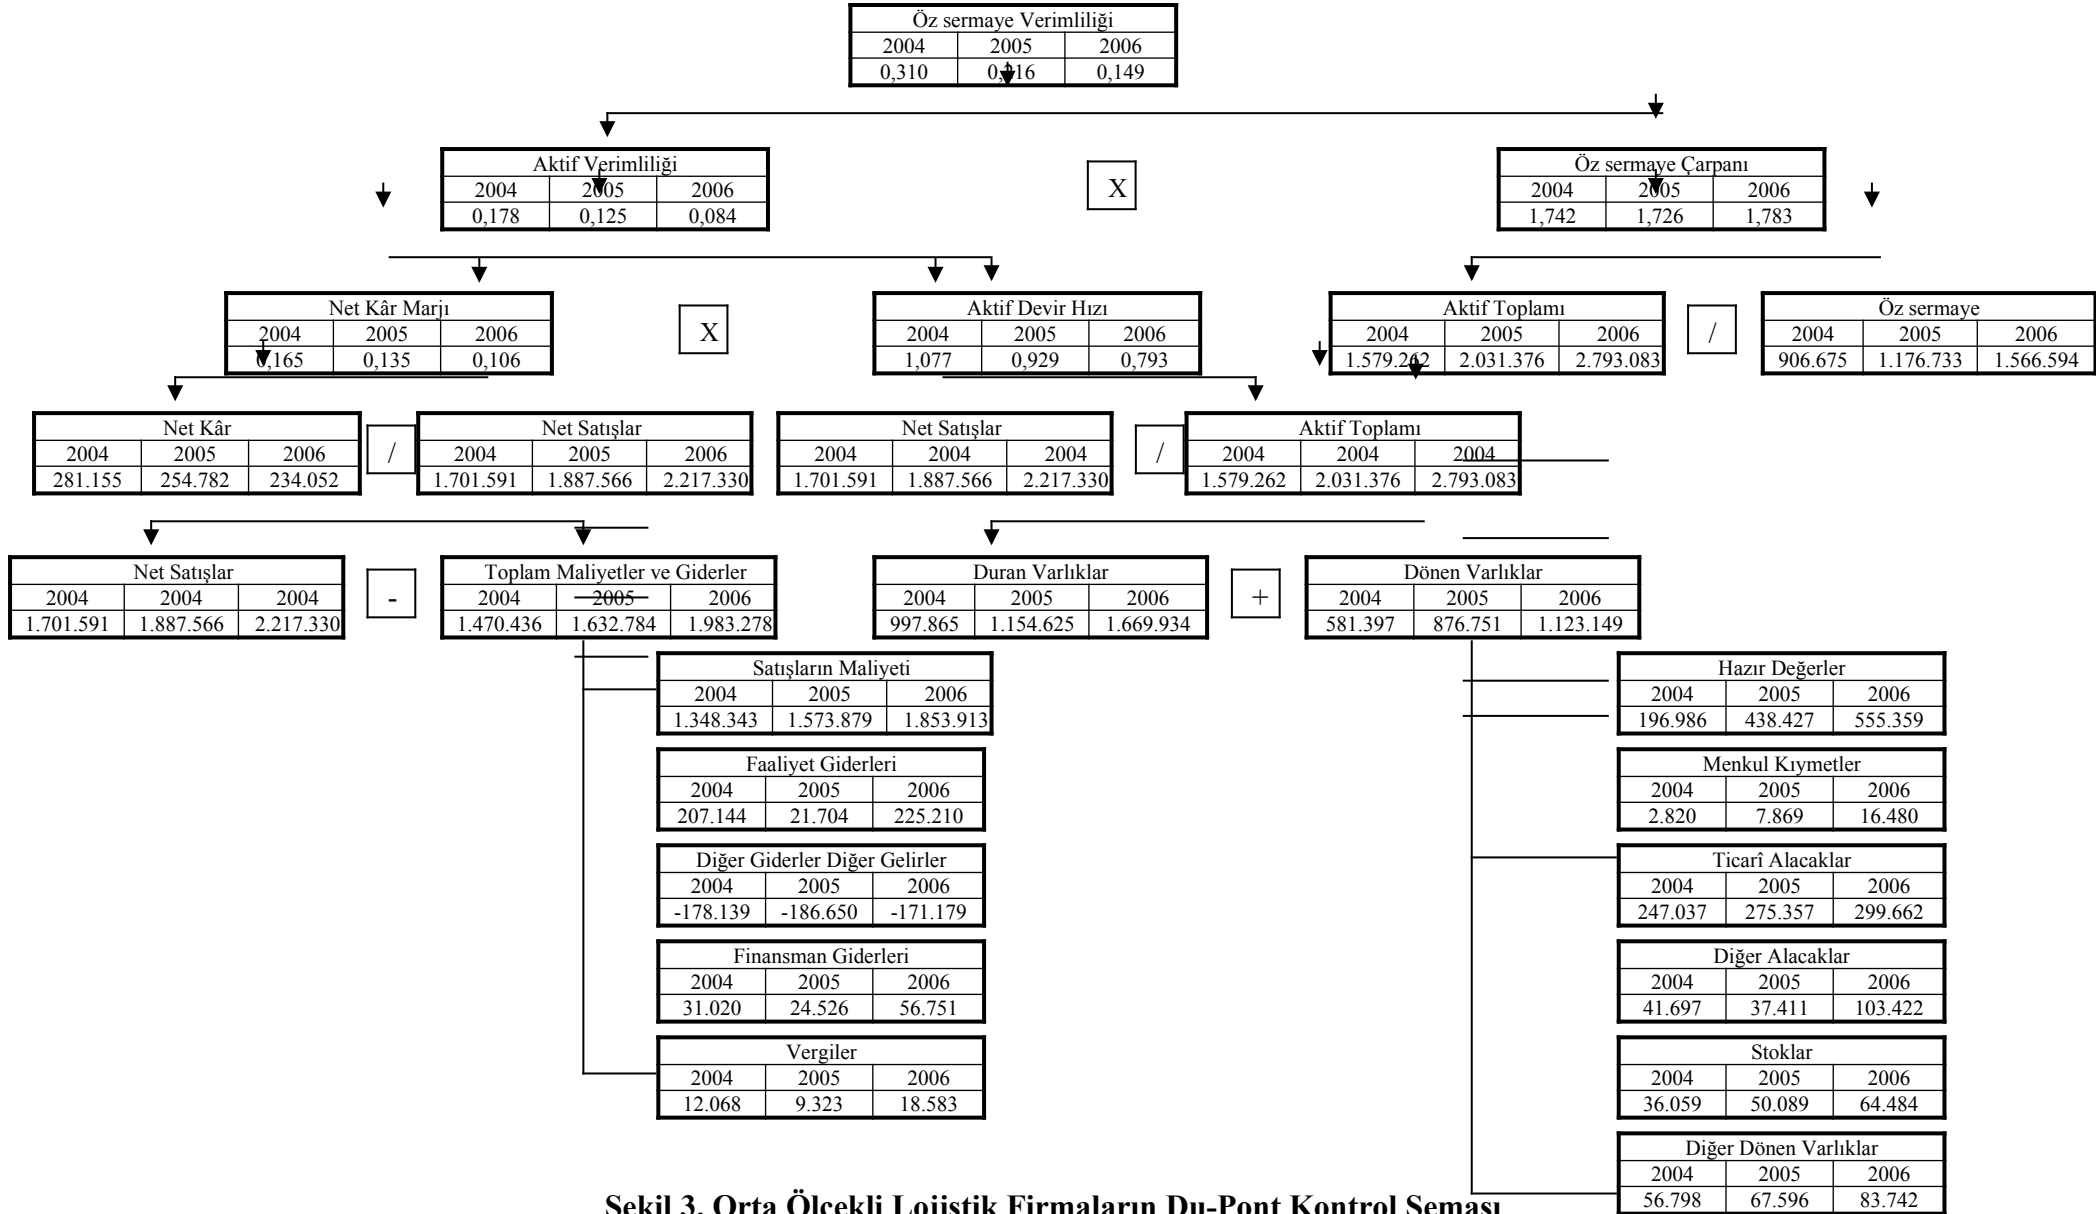 Öz sermaye Verimliliği
2004 2005 2006
0,310 0,216 0,149
Aktif Verimliliği
2004 2005 2006
0,178 0,125 0,084
X
Öz sermaye Çarpanı
2004 2005 2006
1,742 1,726 1,783
Net Kâr Marjı
2004 2005 2006
0,165 0,135 0,106
X
Aktif Devir Hızı
2004 2005 2006
1,077 0,929 0,793
Aktif Toplamı
2004 2005 2006
1.579.262 2.031.376 2.793.083
/
Öz sermaye
2004 2005 2006
906.675 1.176.733 1.566.594
Net Kâr
2004 2005 2006
281.155 254.782 234.052
/
Net Satışlar
2004 2005 2006
1.701.591 1.887.566 2.217.330
Net Satışlar
2004 2004 2004
1.701.591 1.887.566 2.217.330
/
Aktif Toplamı
2004 2004 2004
1.579.262 2.031.376 2.793.083
Net Satışlar
2004 2004 2004
1.701.591 1.887.566 2.217.330
-
Toplam Maliyetler ve Giderler
2004 2005 2006
1.470.436 1.632.784 1.983.278
Duran Varlıklar
2004 2005 2006
997.865 1.154.625 1.669.934
+
Dönen Varlıklar
2004 2005 2006
581.397 876.751 1.123.149
Satışların Maliyeti
2004 2005 2006
1.348.343 1.573.879 1.853.913
Faaliyet Giderleri
2004 2005 2006
207.144 21.704 225.210
Diğer Giderler Diğer Gelirler
2004 2005 2006
-178.139 -186.650 -171.179
Finansman Giderleri
2004 2005 2006
31.020 24.526 56.751
Vergiler
2004 2005 2006
12.068 9.323 18.583
Hazır Değerler
2004 2005 2006
196.986 438.427 555.359
Menkul Kıymetler
2004 2005 2006
2.820 7.869 16.480
Ticarî Alacaklar
2004 2005 2006
247.037 275.357 299.662
Diğer Alacaklar
2004 2005 2006
41.697 37.411 103.422
Stoklar
2004 2005 2006
36.059 50.089 64.484
Diğer Dönen Varlıklar
2004 2005 2006
56.798 67.596 83.742
Şekil 3. Orta Ölçekli Lojistik Firmaların Du-Pont Kontrol Şeması